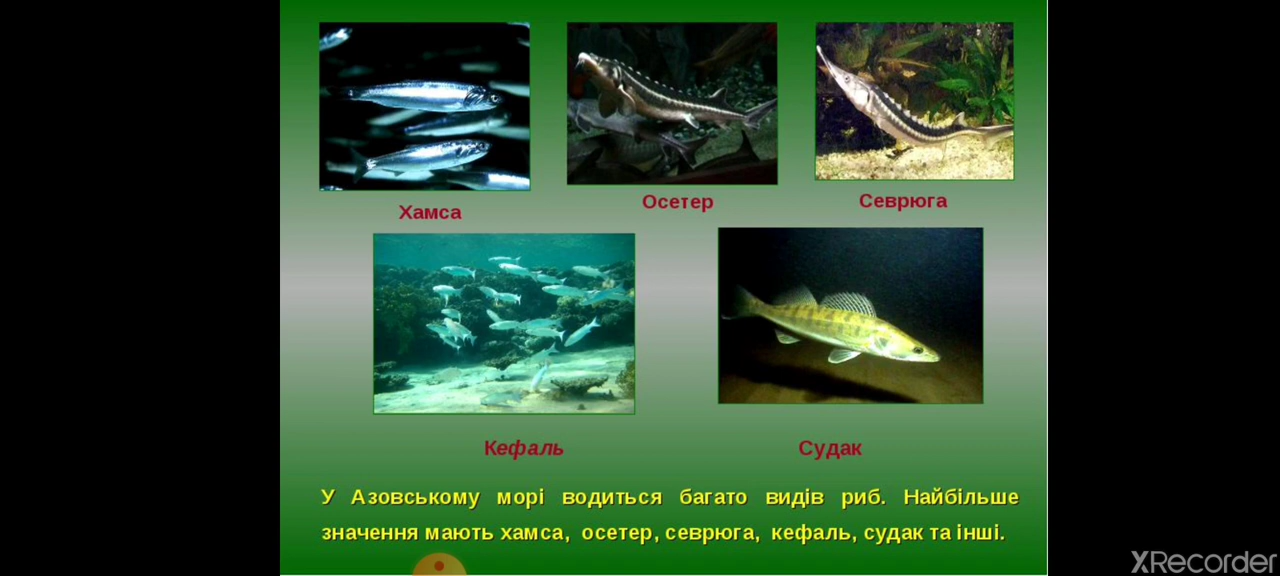 Хамса
Осетер
Севрюга
Кефаль
Судак
У Азовському морі водиться багато видів риб. Найбільше
значення мають хамса, осетер, севрюга, кефаль, судак та інші.
XRecorder